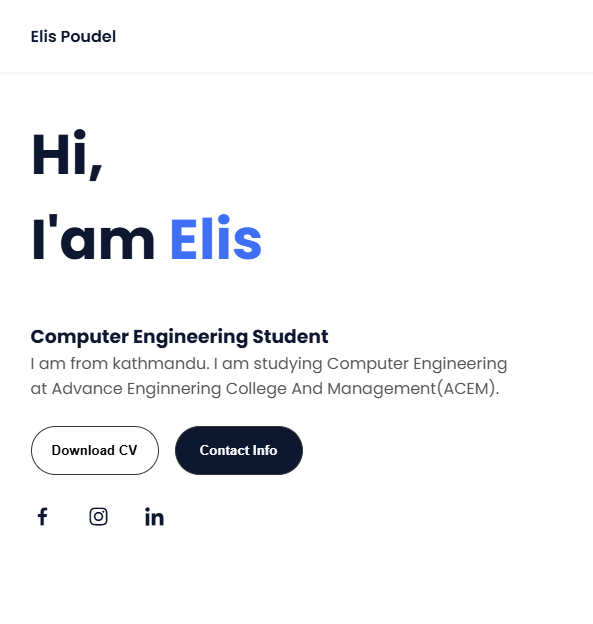 Elis Poudel
Hi,
I'am Elis
Computer Engineering Student
I am from kathmandu. I am studying Computer Engineering
at Advance Enginnering College And Management(ACEM).
Download CV
Contact Info